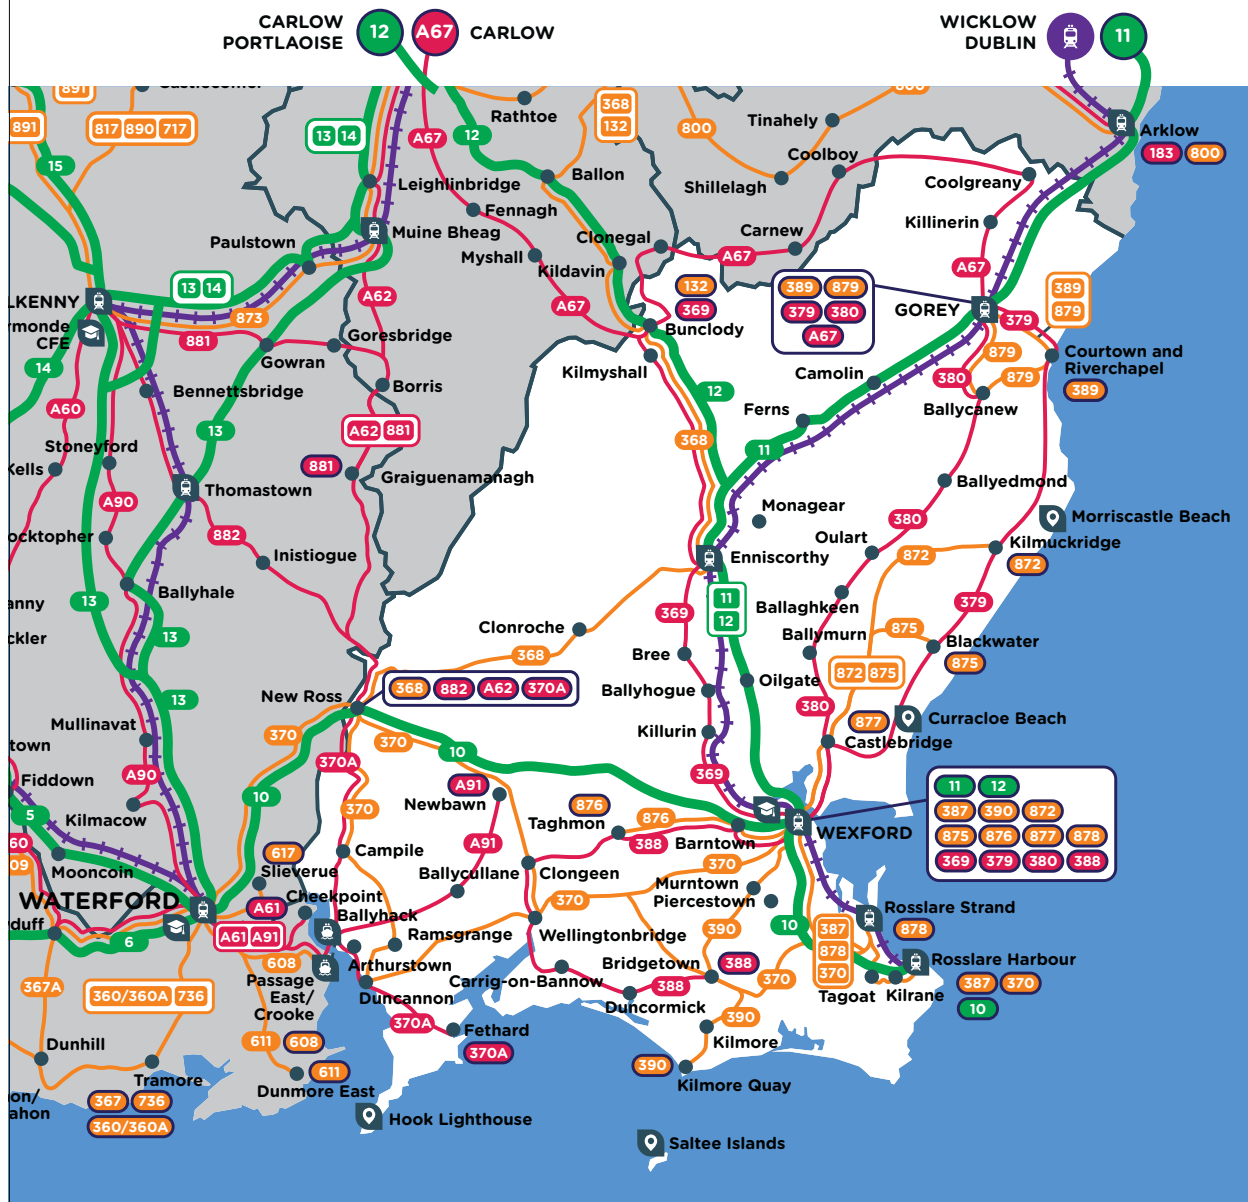 CARLOW
PORTLAOISE
12
A67
CARLOW
WICKLOW
DUBLIN
11
891
891
817 890 717
15
13 14
A67
12
Rathtoe
368
132
800
800
Tinahely
Coolboy
Shillelagh
Arklow
183 800
Leighlinbridge
Ballon
Fennagh
Coolgreany
Killinerin
Paulstown
Muine Bheag
Myshall
Clonegal
Kildavin
A67
Carnew
A67
13 14
873
A62
A67
132
369
Bunclody
389 879
379 380
A67
GOREY
379
389
879
LKENNY
rmonde
CFE
881
Gowran
Goresbridge
Kilmyshall
Camolin
879
879
380
Courtown and
Riverchapel
389
14
Bennettsbridge
Borris
12
Ferns
Ballycanew
A60
13
A62 881
368
11
Stoneyford
881
Graiguenamanagh
Kells
Thomastown
Ballyedmond
A90
Monagear
380
Morriscastle Beach
ocktopher
882
Inistiogue
Enniscorthy
Oulart
872
Kilmuckridge
872
Ballyhale
13
anny
11
12
Ballaghkeen
379
369
ckler
13
Clonroche
368
Bree
Ballymurn
875
Blackwater
875
872 875
13
New Ross
368 882 A62 370A
Ballyhogue
Oilgate
380
877
Curracloe Beach
Mullinavat
370
370
Killurin
Castlebridge
town
10
370A
369
Fiddown
A90
A91
11 12
387 390 872
875 876 877 878
369 379 380 388
5
10
Newbawn
876
Kilmacow
370
Taghmon
876
WEXFORD
60
09
388
Barntown
Mooncoin
617
Slieverue
Campile
A91
Ballycullane
Clongeen
370
WATERFORD
Cheekpoint
Murntown
Piercestown
A61
Ballyhack
370
Rosslare Strand
878
duff
A61 A91
Ramsgrange
Wellingtonbridge
390
10
387
878
370
6
608
Arthurstown
Bridgetown
388
Rosslare Harbour
387 370
10
367A
360/360A 736
Passage
East/
Crooke
Duncannon
Carrig-on-Bannow
388
370
Tagoat
Kilrane
Duncormick
370A
Fethard
370A
390
611 608
Kilmore
Dunhill
Tramore
611
Dunmore East
390
Kilmore Quay
367 736
360/360A
non/
ahon
Hook Lighthouse
Saltee Islands